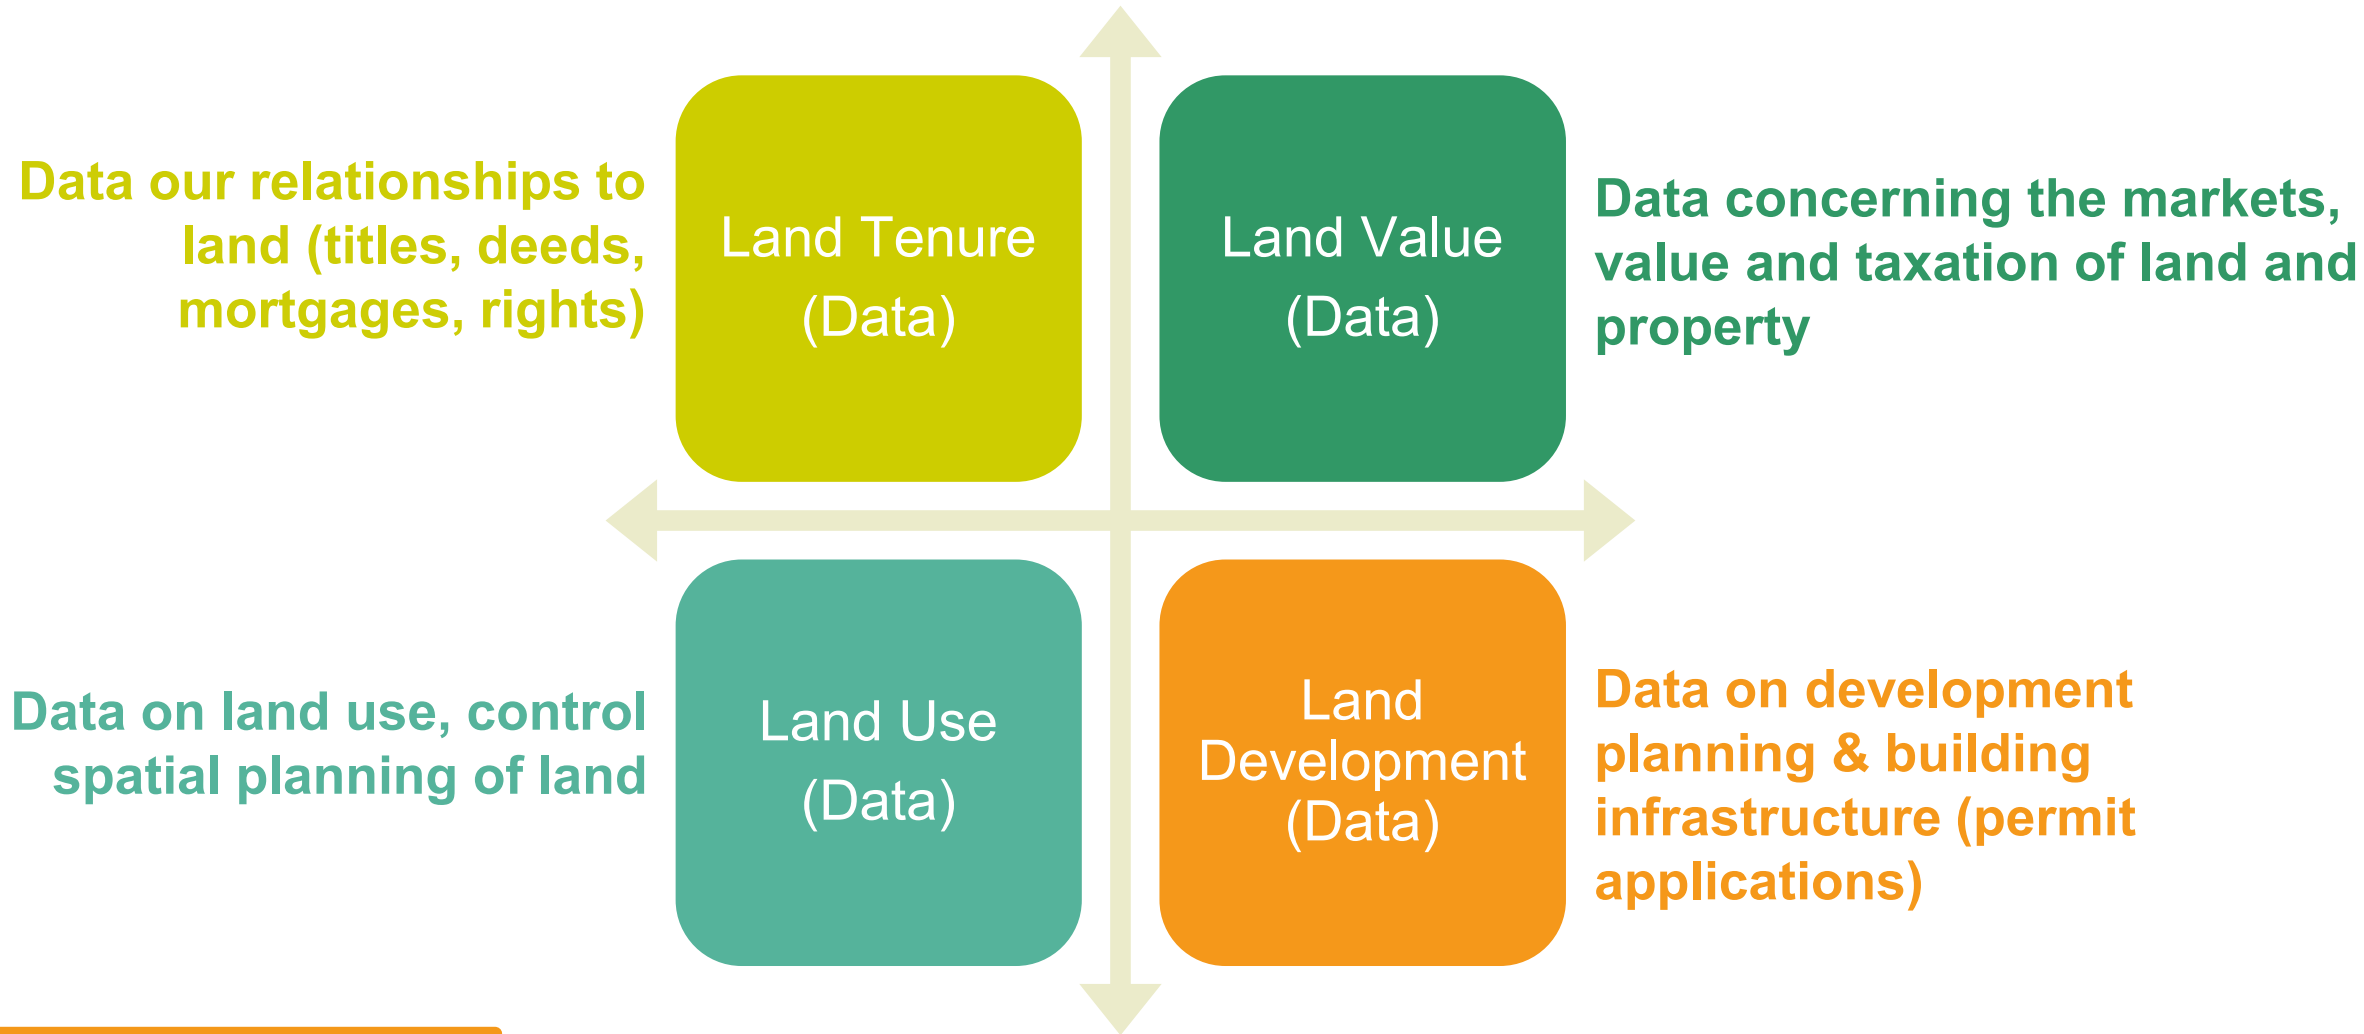 Data our relationships to
land (titles, deeds,
mortgages, rights)
Land Tenure
(Data)
Land Value
(Data)
Data concerning the markets,
value and taxation of land and
property
Data on land use, control
spatial planning of land
Land Use
(Data)
Land
Development
(Data)
Data on development
planning & building
infrastructure (permit
applications)